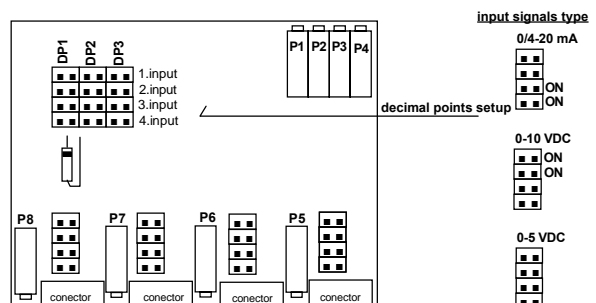 input signals type
0/4-20 mA
DP1 DP2 DP3
P1 P2 P3 P4
1.input
2.input
3.input
4.input
ON
ON
decimal points setup
0-10 VDC
ON
ON
P8 P7 P6 P5
0-5 VDC
conector conector conector conector